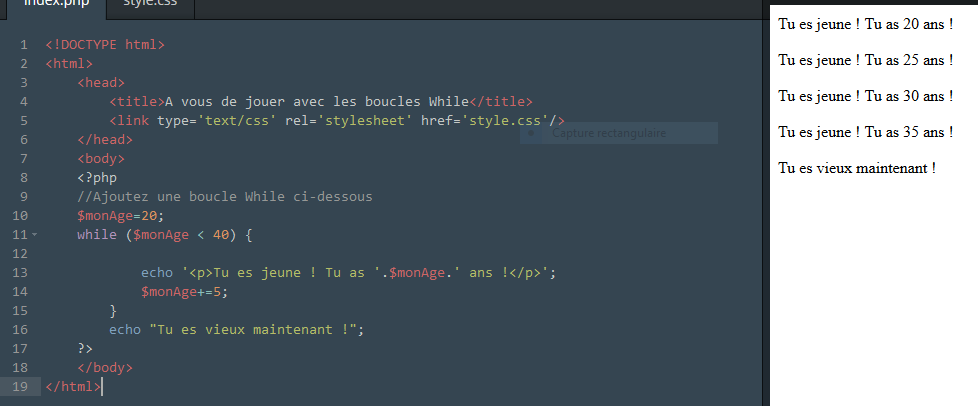 index.php style.css
1 <!DOCTYPE html>
2 <html>
3 <head>
4 <title>A vous de jouer avec les boucles While</title>
5 <link type='text/css' rel='stylesheet' href='style.css'/>
Capture rectangulaire
6 </head>
7 <body>
8 <?php
9 //Ajoutez une boucle While ci-dessous
10 $monAge=20;
11 while ($monAge < 40) {
12
13 echo '<p>Tu es jeune ! Tu as '.$monAge.' ans !</p>';
14 $monAge+=5;
15 }
16 echo "Tu es vieux maintenant !";
17 ?>
18 </body>
19 </html>
Tu es jeune ! Tu as 20 ans !
Tu es jeune ! Tu as 25 ans !
Tu es jeune ! Tu as 30 ans !
Tu es jeune ! Tu as 35 ans !
Tu es vieux maintenant !